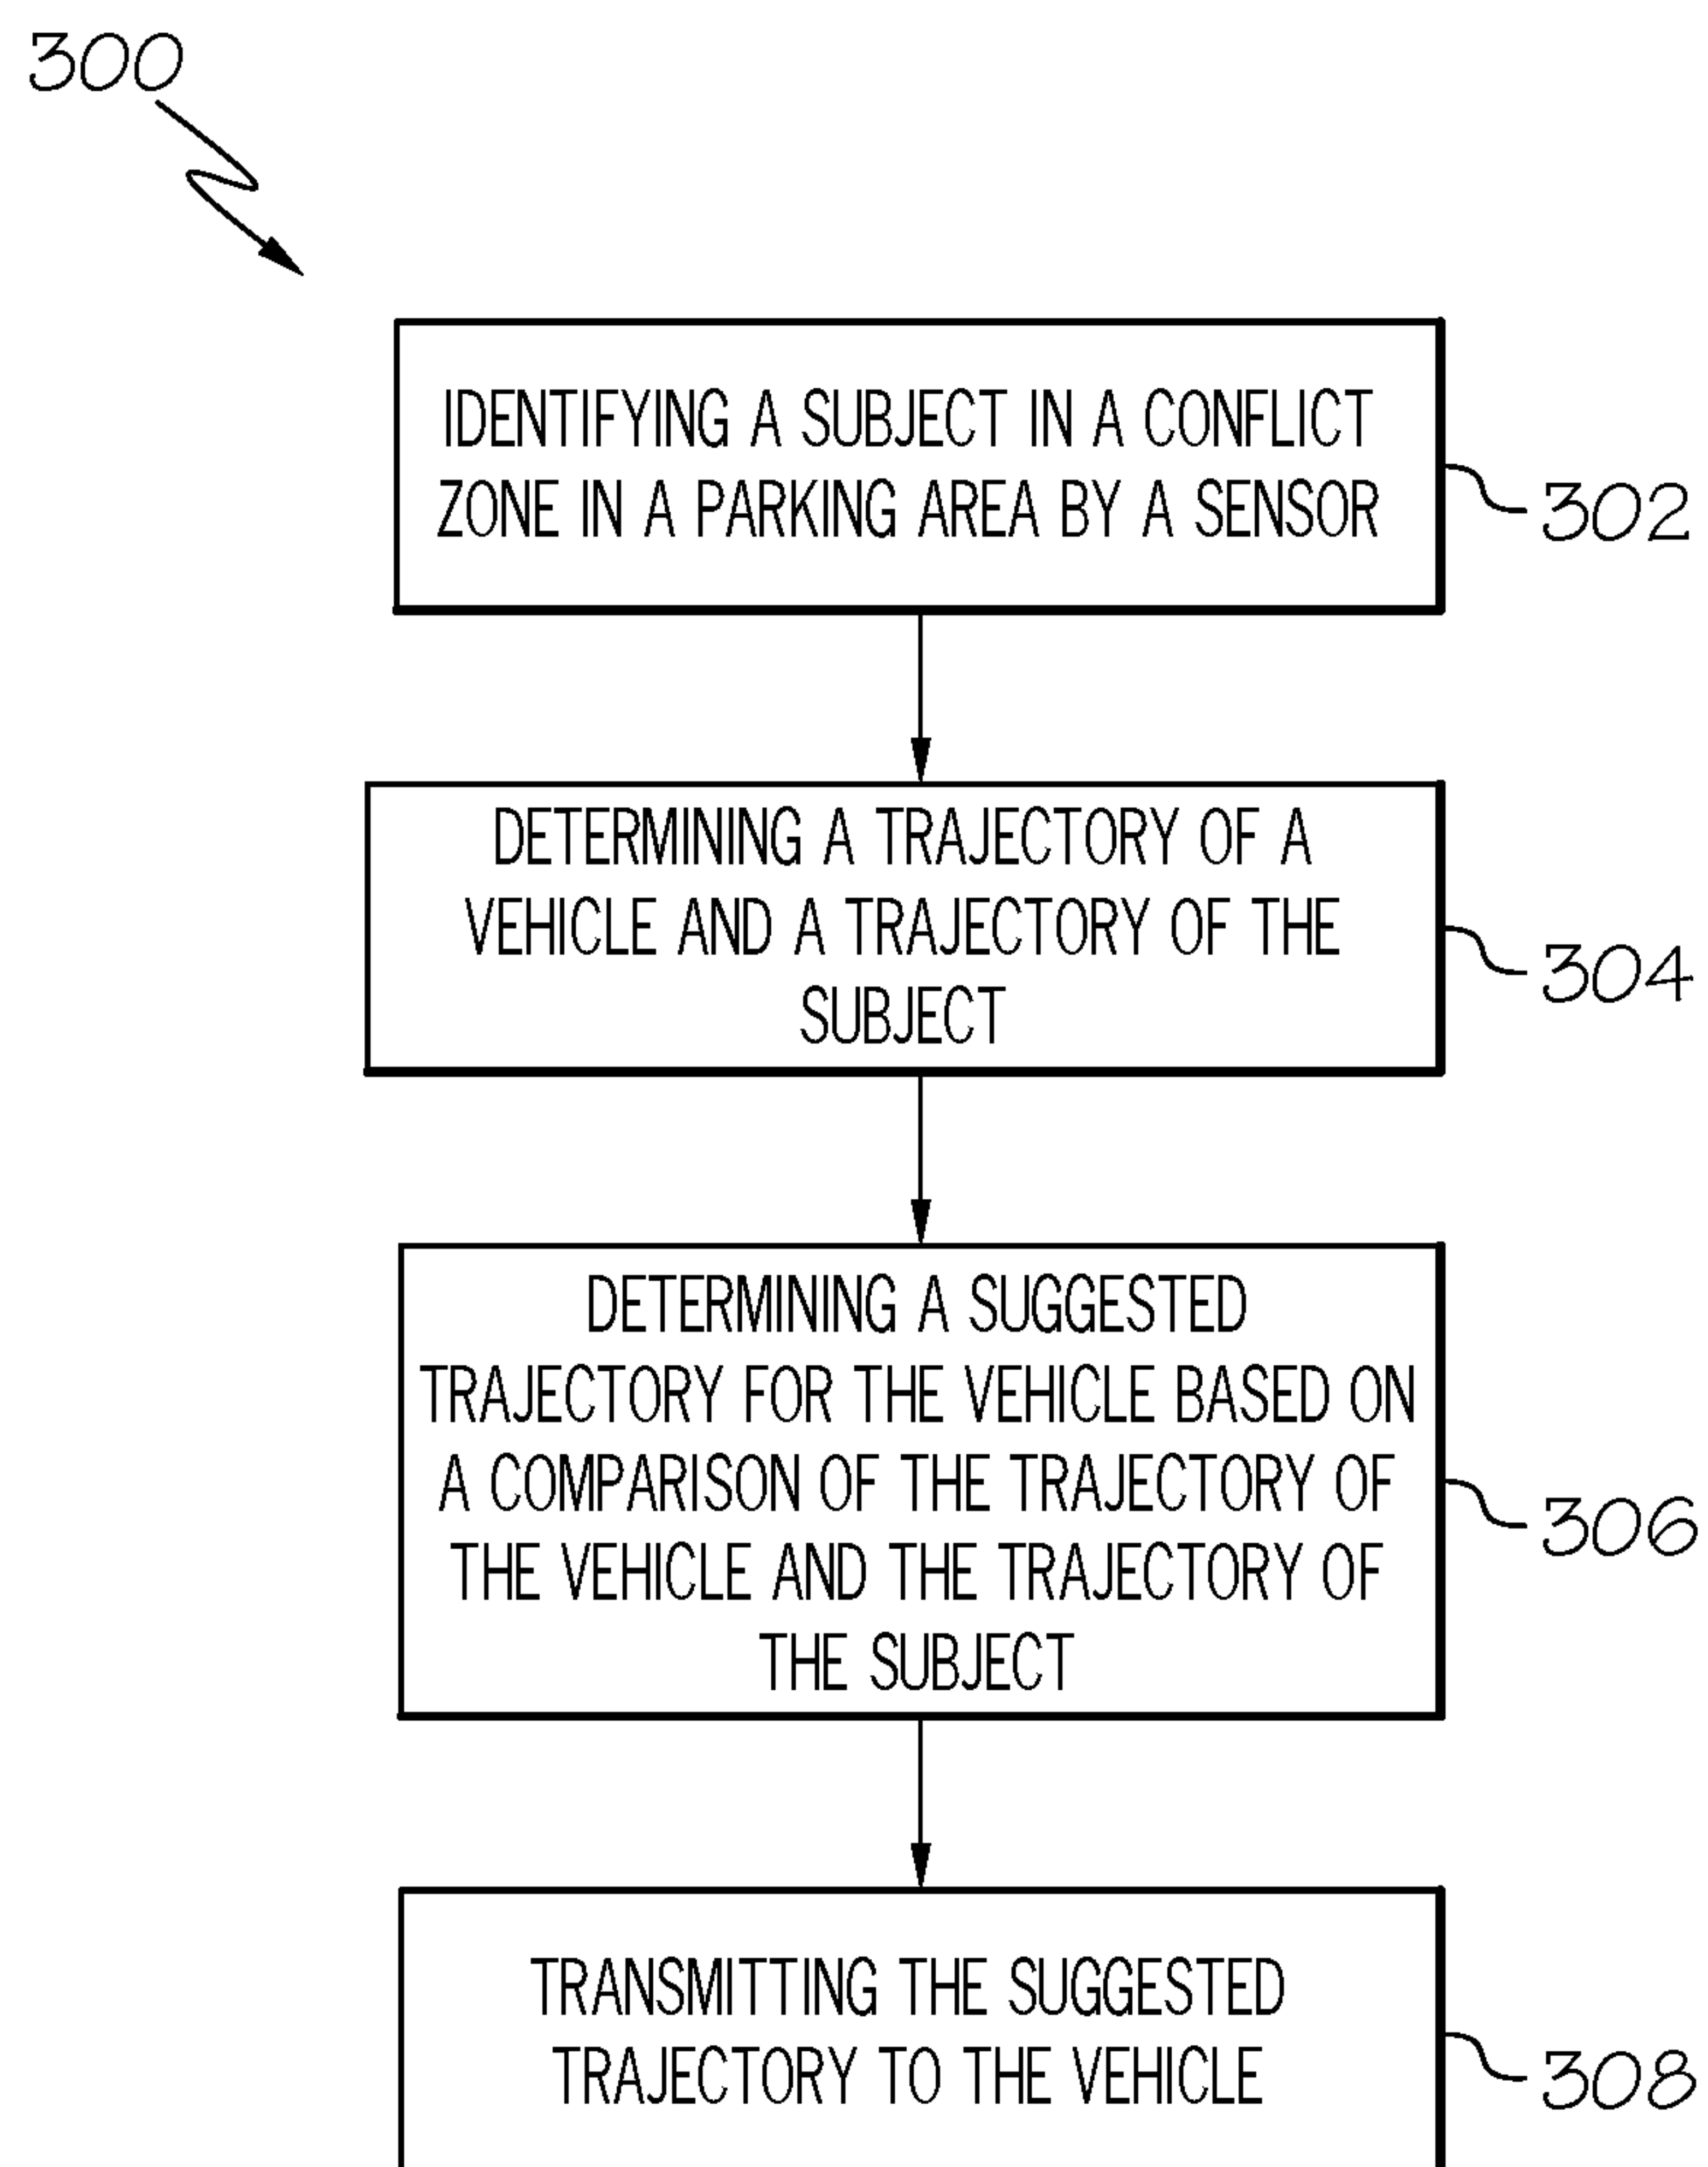 300
IDENTIFYING A SUBJECT IN A CONFLICT
ZONE IN A PARKING AREA BY A SENSOR
302
DETERMINING A TRAJECTORY OF A
VEHICLE AND A TRAJECTORY OF THE
SUBJECT
304
DETERMINING A SUGGESTED
TRAJECTORY FOR THE VEHICLE BASED ON
A COMPARISON OF THE TRAJECTORY OF
THE VEHICLE AND THE TRAJECTORY OF
THE SUBJECT
306
TRANSMITTING THE SUGGESTED
TRAJECTORY TO THE VEHICLE
308